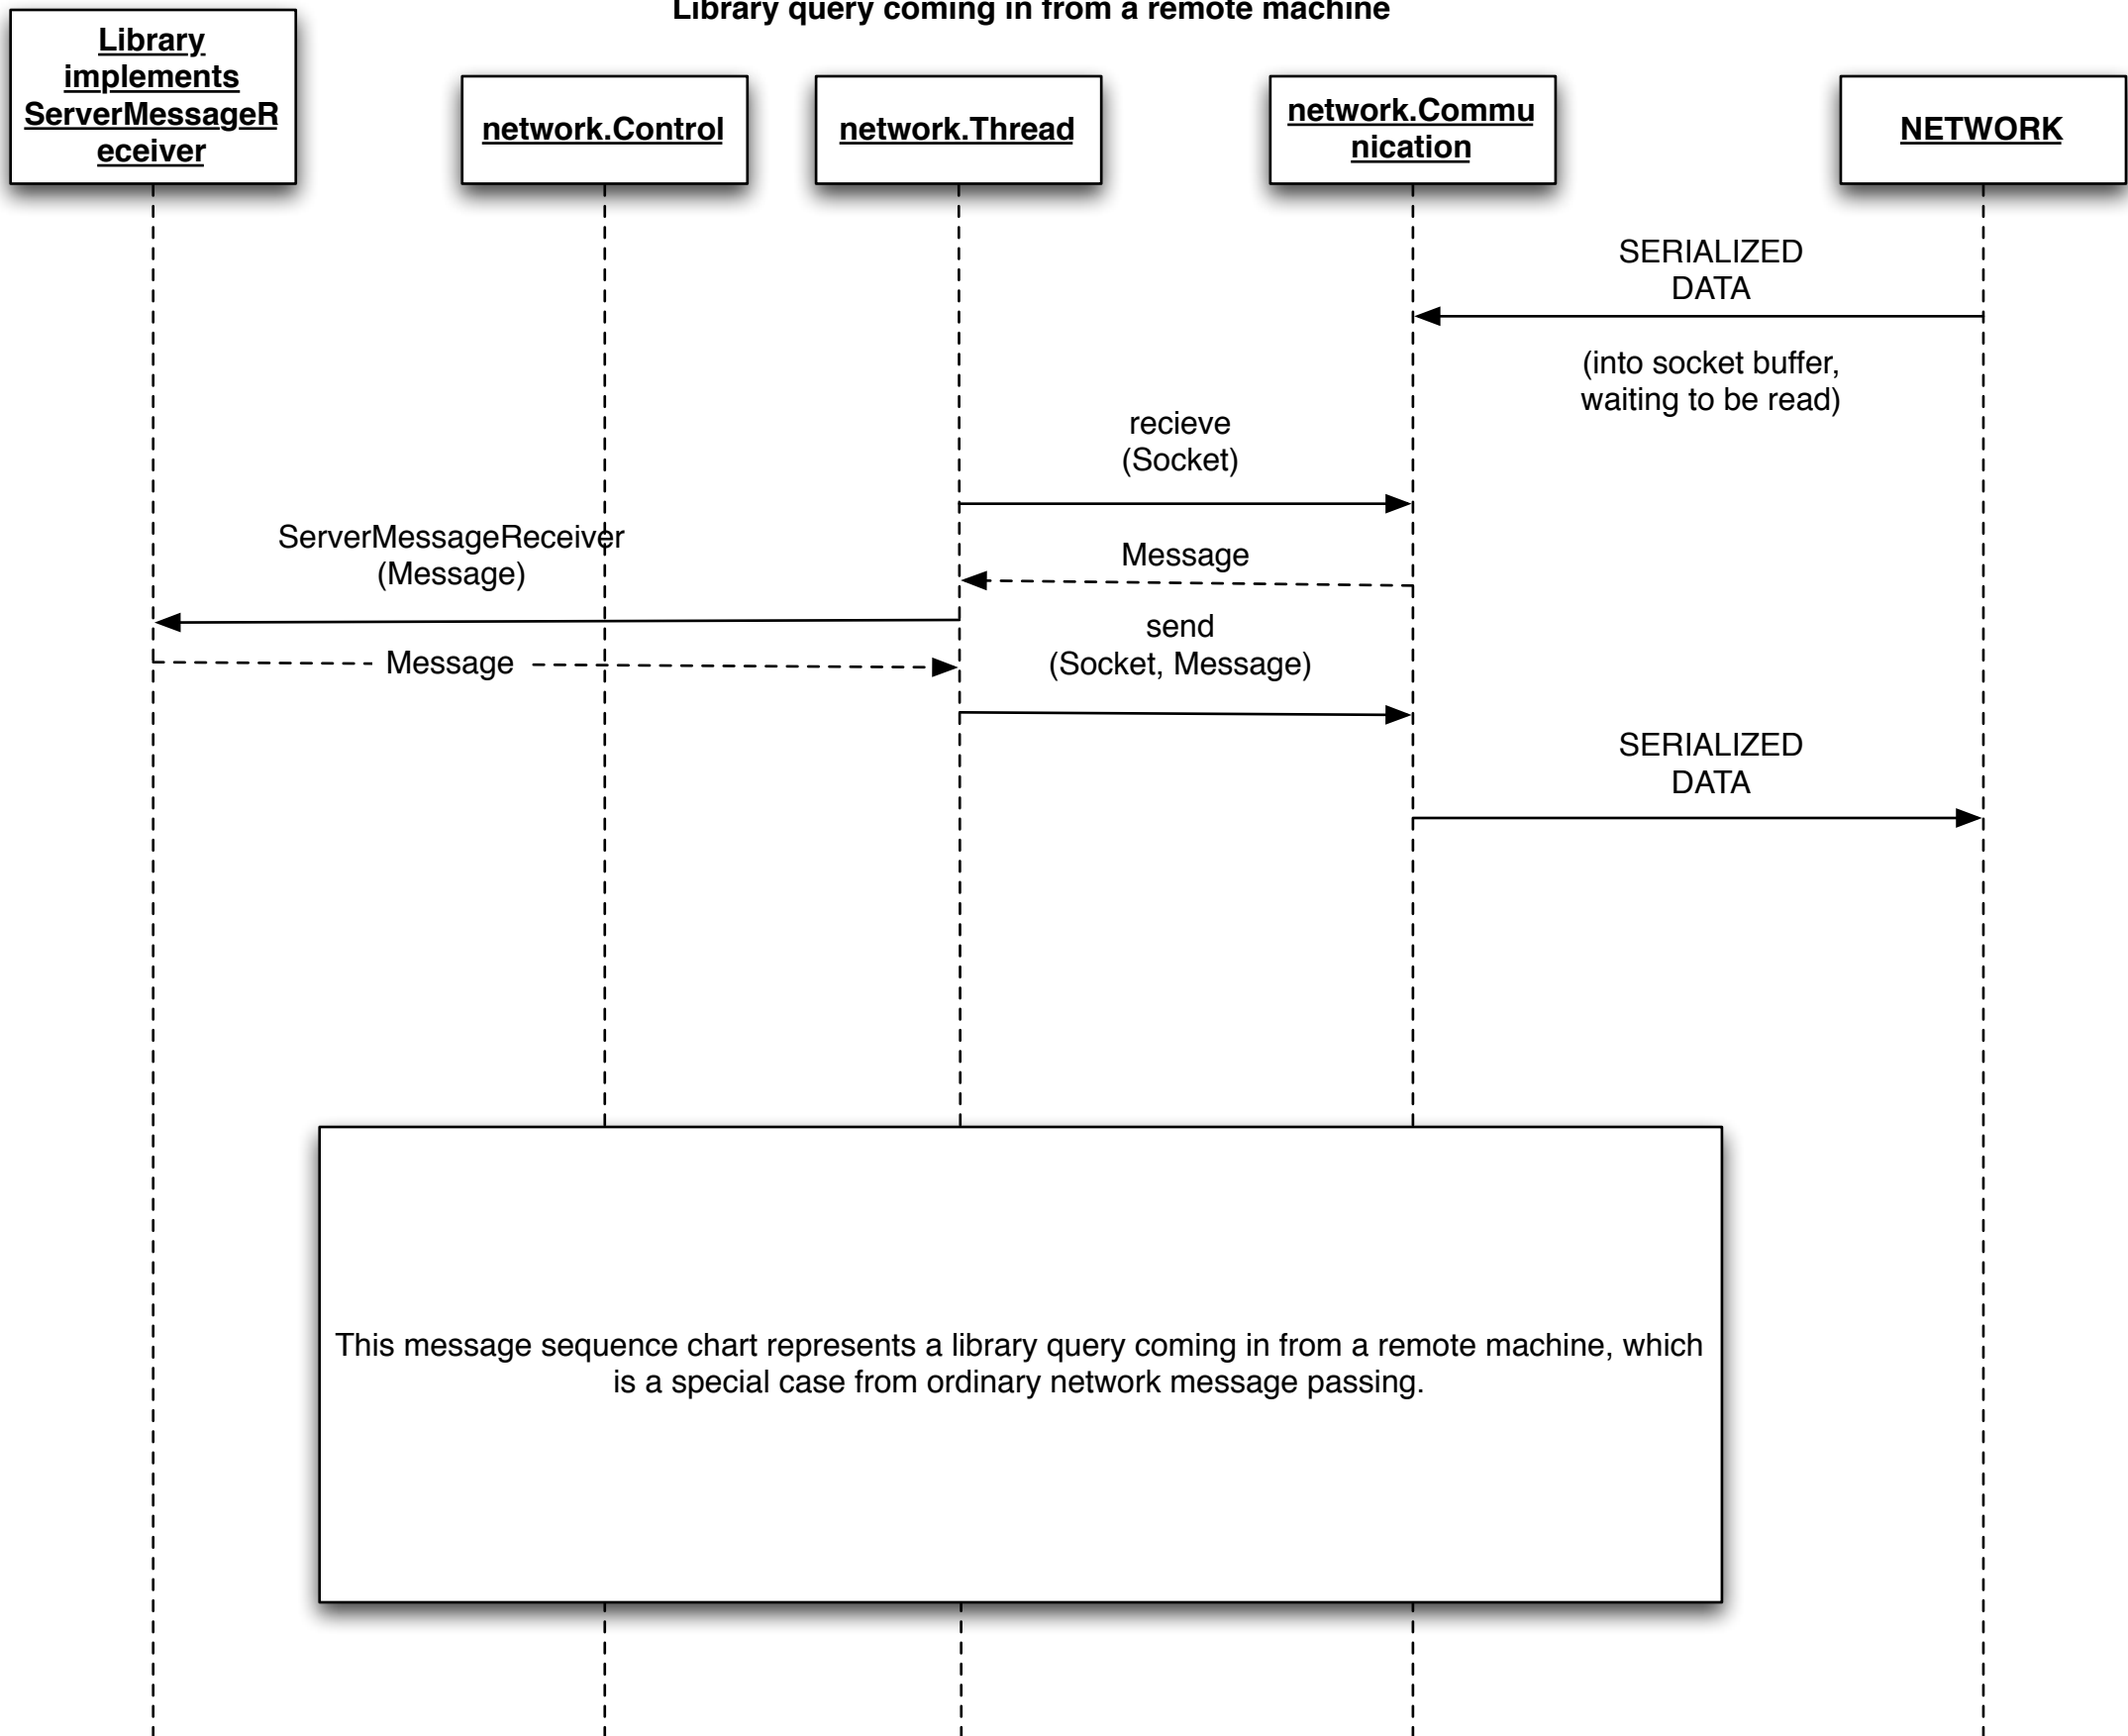 Library query coming in from a remote machine
Library
implements
ServerMessageR
eceiver
network.Control
network.Thread
network.Commu
nication
NETWORK
SERIALIZED
DATA
(into socket buffer,
waiting to be read)
recieve
(Socket)
ServerMessageReceiver
(Message)
Message
send
(Socket, Message)
Message
SERIALIZED
DATA
This message sequence chart represents a library query coming in from a remote machine, which
is a special case from ordinary network message passing.